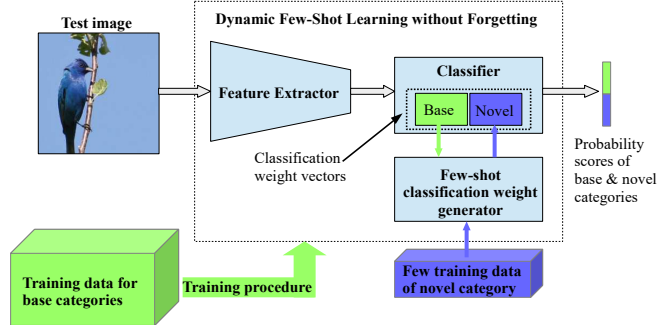 Dynamic Few-Shot Learning without Forgetting
Test image
Feature Extractor
Classifier
Base
Novel
Classification
weight vectors
Few-shot
classification weight
generator
Probability
scores of
base & novel
categories
Training data for
base categories
Training procedure
Few training data
of novel category